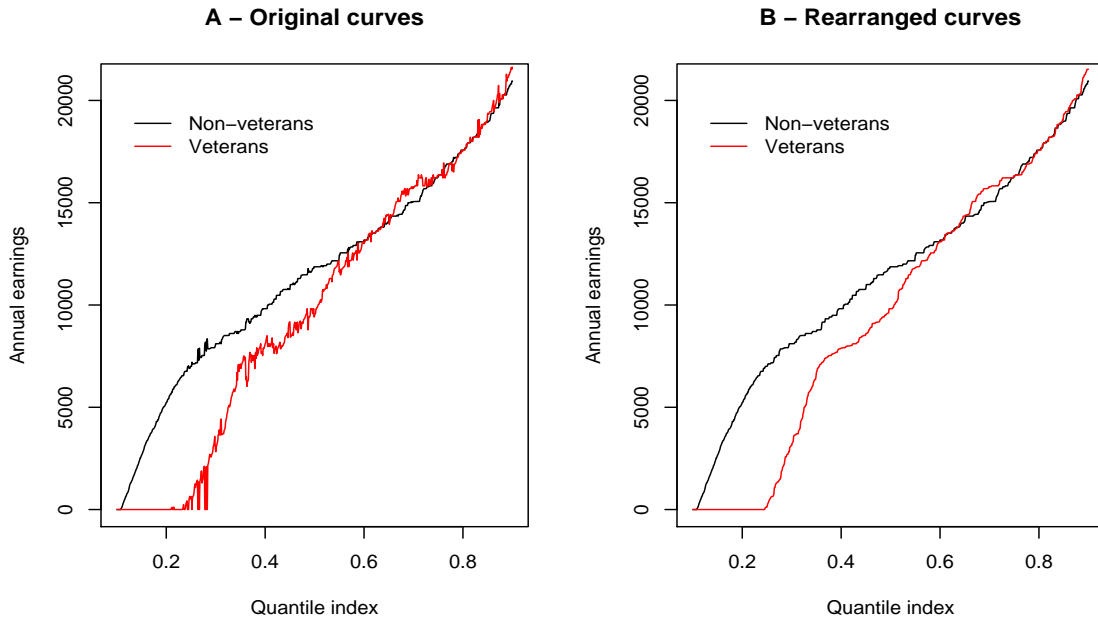 A – Original curves
Annual earnings
20000
15000
10000
5000
0
Non−veterans
Veterans
0.2 0.4 0.6 0.8
Quantile index
B – Rearranged curves
Annual earnings
20000
15000
10000
5000
0
Non−veterans
Veterans
0.2 0.4 0.6 0.8
Quantile index